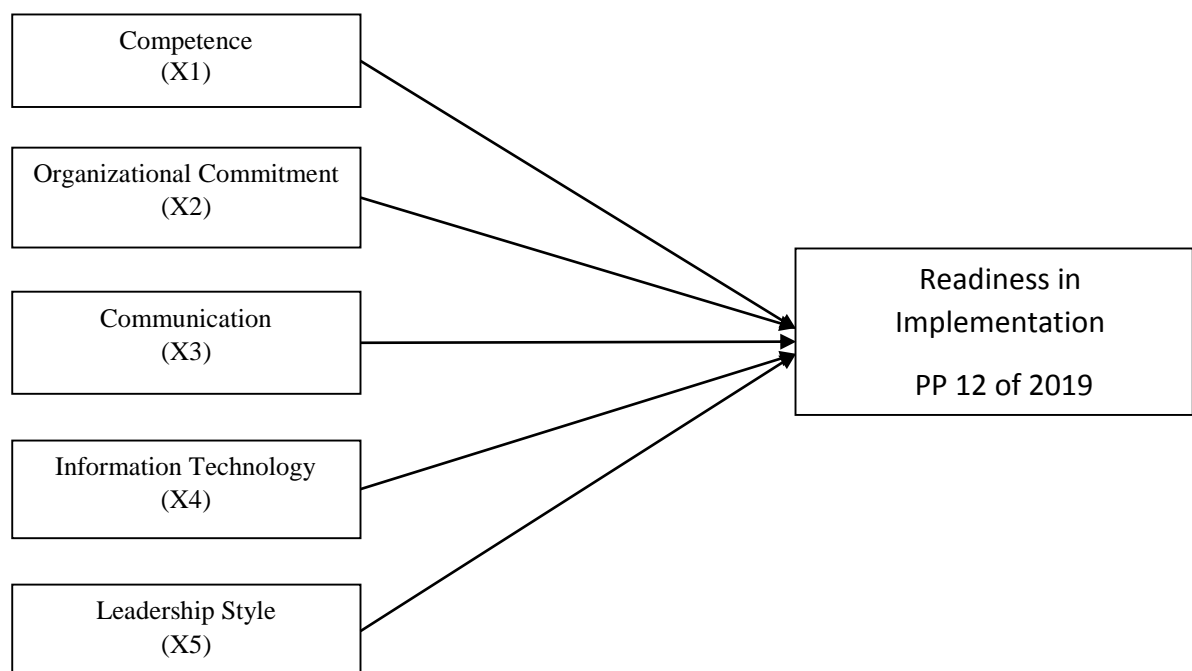 Competence
(X1)
Organizational Commitment
(X2)
Communication
(X3)
Information Technology
(X4)
Leadership Style
(X5)
Readiness in
Implementation
PP 12 of 2019